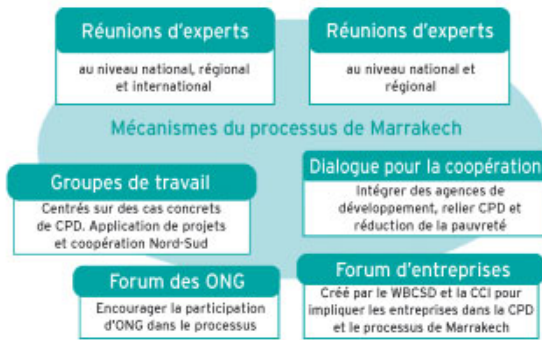 Réunions d'experts
au niveau national, régional
et international
Réunions d'experts
au niveau national et
régional
Mécanismes du processus de Marrakech
Groupes de travail
Centrés sur des cas concrets
de CPD. Application de projets
et coopération Nord-Sud
Dialogue pour la coopération
Intégrer des agences de
développement, relier CPD et
réduction de la pauvreté
Forum des ONG
Encourager la participation
d'ONG dans le processus
Forum d'entreprises
Créé par le WBCSD et la CCI pour
impliquer les entreprises dans la CPD
et le processus de Marrakech